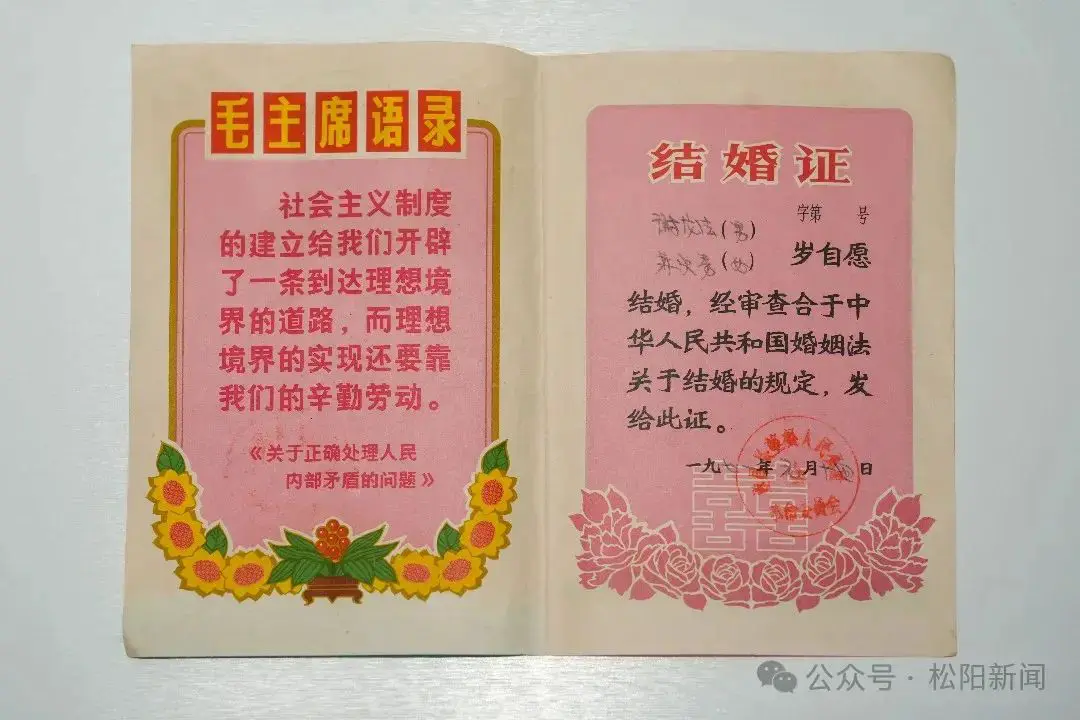 毛主席语录
社会主义制度
的建立给我们开辟
了一条到达理想境
界的道路，而理想
境界的实现还要靠
我们的辛勤劳动。
《关于正确处理人民
内部矛盾的问题》
结婚证
字第 号
(男)
(女) 岁自愿
结婚，经审查合于中
华人民共和国婚姻法
关于结婚的规定，发
给此证。
一九 年 月 日
公众号·松阳新闻